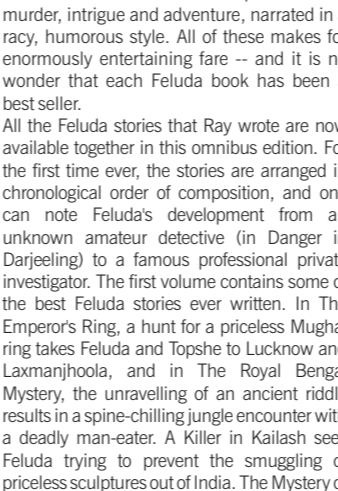 murder, intrigue and adventure, narrated in
racy, humorous style. All of these makes fo
enormously entertaining fare -- and it is n
wonder that each Feluda book has been
best seller.
All the Feluda stories that Ray wrote are now
available together in this omnibus edition. Fo
the first time ever, the stories are arranged i
chronological order of composition, and on
can note Feluda's development from a
unknown amateur detective (in Danger i
Darjeeling) to a famous professional privat
investigator. The first volume contains some o
the best Feluda stories ever written. In Th
Emperor's Ring, a hunt for a priceless Mugha
ring takes Feluda and Topshe to Lucknow an
Laxmanjhoola, and in The Royal Benga
Mystery, the unravelling of an ancient riddl
results in a spine-chilling jungle encounter wit
a deadly man-eater. A Killer in Kailash see
Feluda trying to prevent the smuggling o
priceless sculptures out of India. The Mystery o